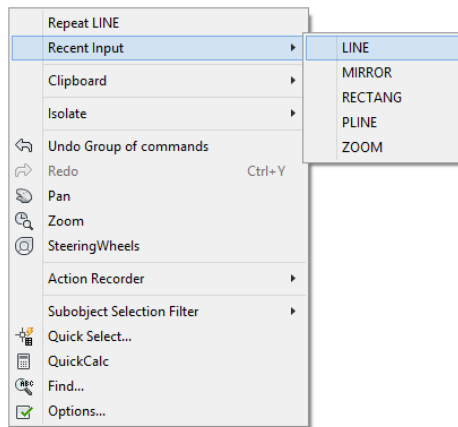 Repeat LINE
Recent Input
LINE
MIRROR
RECTANG
PLINE
ZOOM
Clipboard
Isolate
Undo Group of commands
Redo Ctrl+Y
Pan
Zoom
SteeringWheels
Action Recorder
Subobject Selection Filter
Quick Select...
QuickCalc
ABC
Find...
Options...